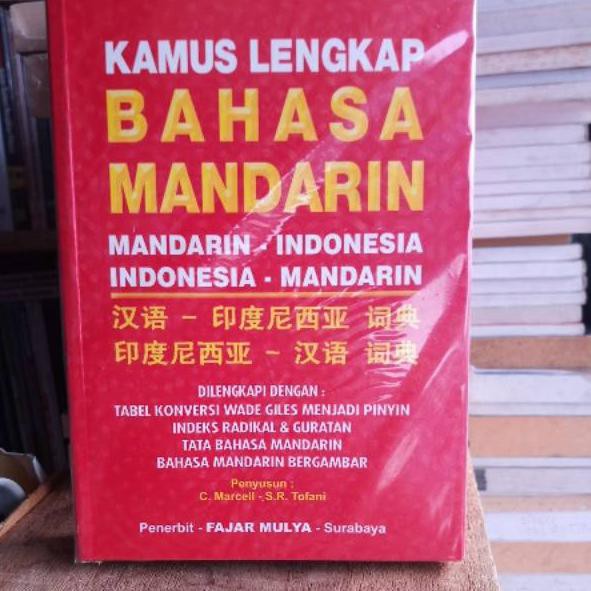 KAMUS LENGKAP
BAHASA
MANDARIN
MANDARIN - INDONESIA
INDONESIA - MANDARIN
汉语 - 印度尼西亚 词典
印度尼西亚 - 汉语 词典
DILENGKAPI DENGAN :
TABEL KONVERSI WADE GILES MENJADI PINYIN
INDEKS RADIKAL & GURATAN
TATA BAHASA MANDARIN
BAHASA MANDARIN BERGAMBAR
Penyusun :
C. Marcell - S.R. Tofani
Penerbit - FAJAR MULYA - Surabaya